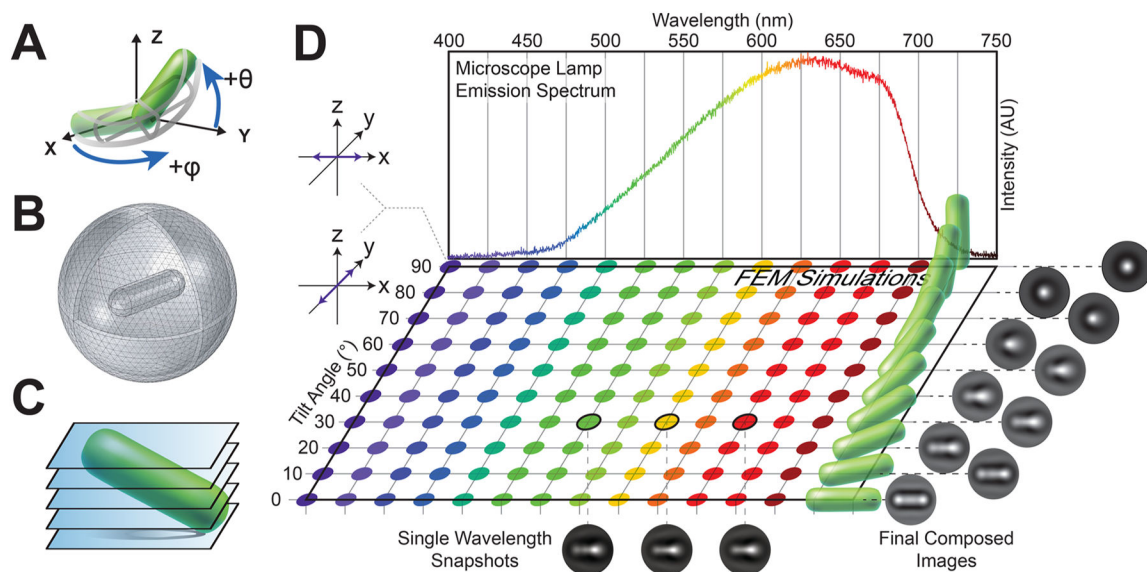 A
z
+θ
x
Y
+φ
B
C
D
Wavelength (nm)
400 450 500 550 600 650 700 750
Microscope Lamp
Emission Spectrum
Intensity (AU)
z
y
x
z
y
x
FEM Simulations
Tilt Angle (°)
90
80
70
60
50
40
30
20
10
0
Single Wavelength
Snapshots
Final Composed
Images